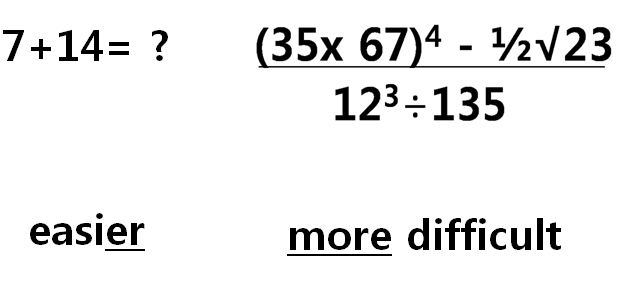 7+14= ?
(35x 67)⁴ - ½√23
12³÷135
easier
more difficult